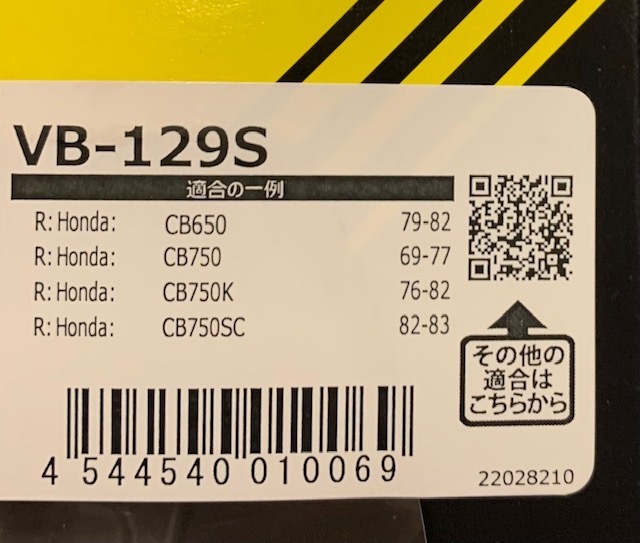 VB-129S
適合の一例
R: Honda: CB650 79-82
R: Honda: CB750 69-77
R: Honda: CB750K 76-82
R: Honda: CB750SC 82-83
その他の
適合は
こちらから
4 544540 010069
22028210